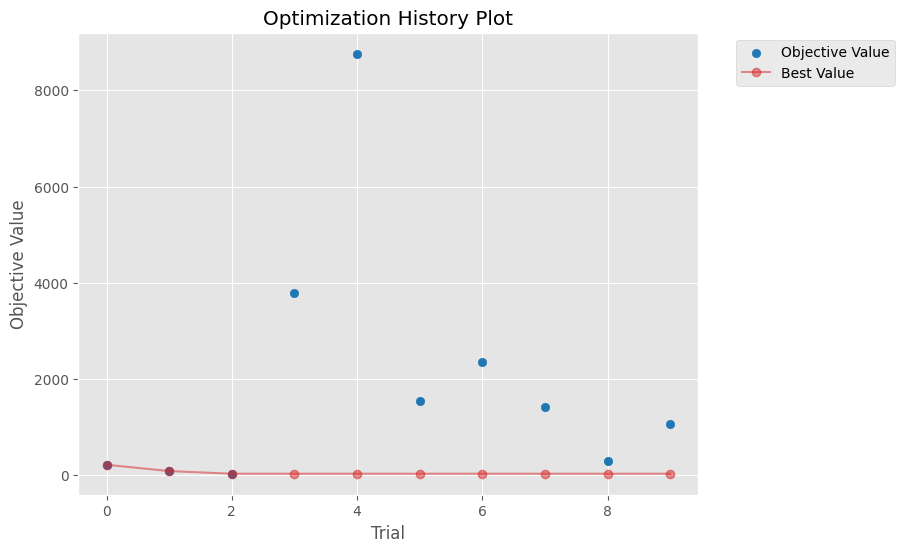 Optimization History Plot
Objective Value
Best Value
8000
6000
4000
2000
0
Objective Value
0 2 4 6 8
Trial